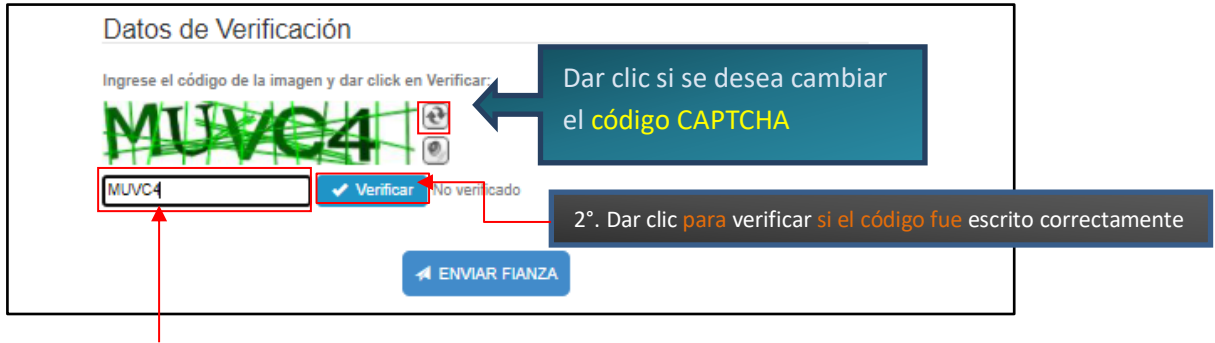 Datos de Verificación
Ingrese el código de la imagen y dar click en Verificar:
Dar clic si se desea cambiar
el código CAPTCHA
MUVC4
MUVC4
Verificar
No verificado
2°. Dar clic para verificar si el código fue escrito correctamente
ENVIAR FIANZA